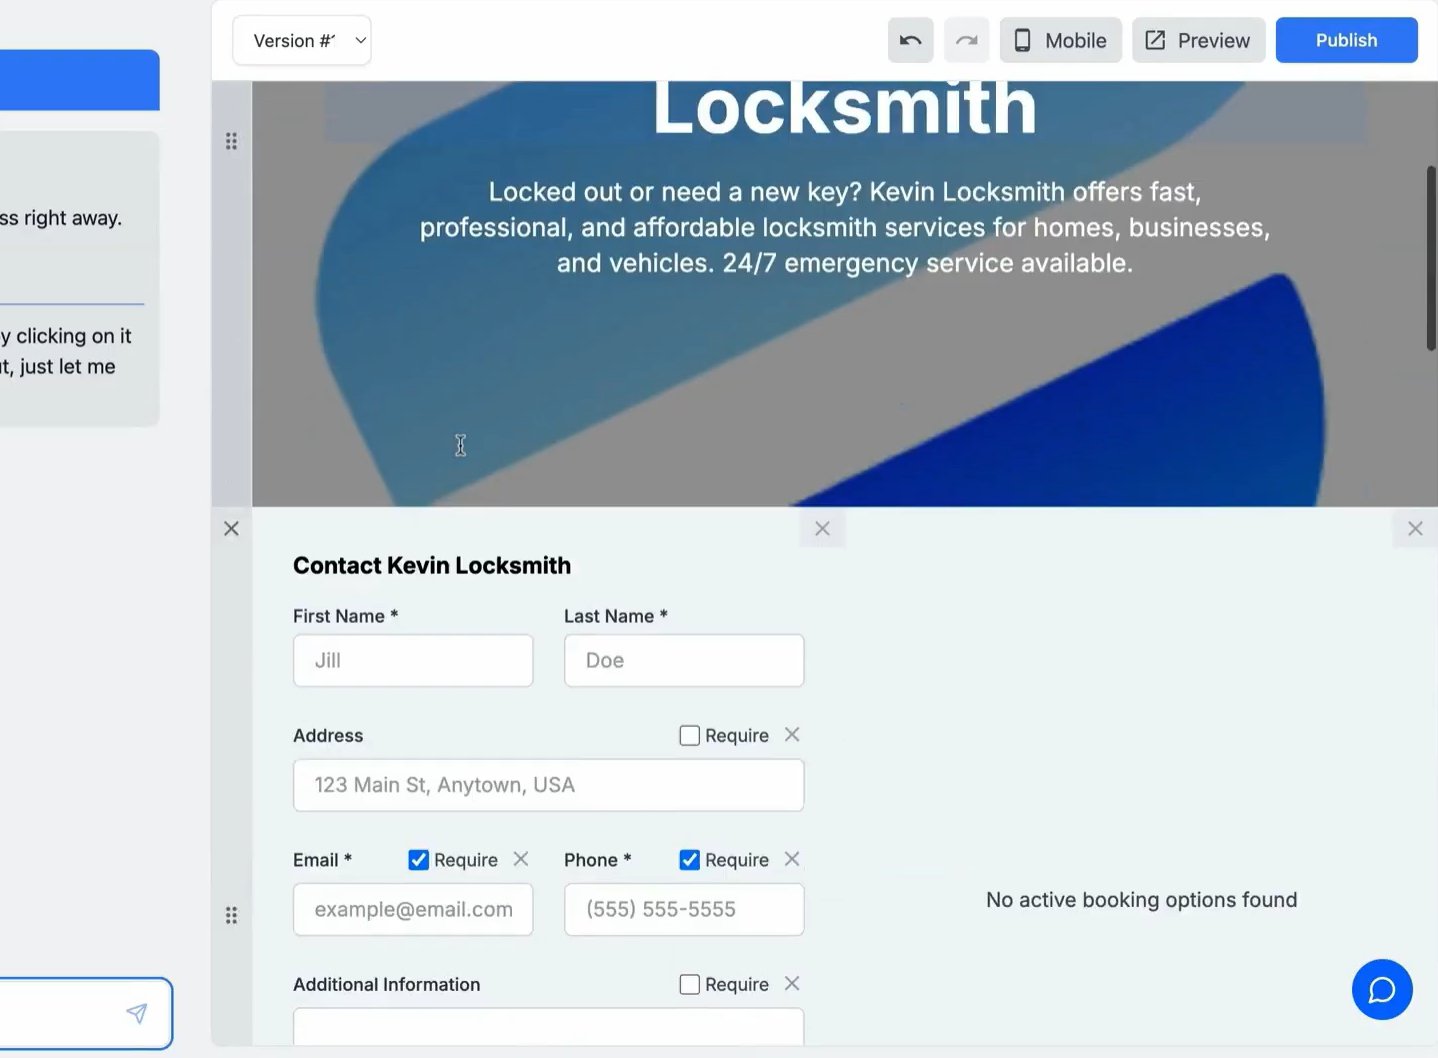 Version #
Mobile
Preview
Publish
ss right away.
y clicking on it
t, just let me
Locksmith
Locked out or need a new key? Kevin Locksmith offers fast,
professional, and affordable locksmith services for homes, businesses,
and vehicles. 24/7 emergency service available.
Contact Kevin Locksmith
First Name *
Last Name *
Jill
Doe
Address
Require
123 Main St, Anytown, USA
Email *
Require
Phone *
Require
example@email.com
(555) 555-5555
Additional Information
Require
No active booking options found